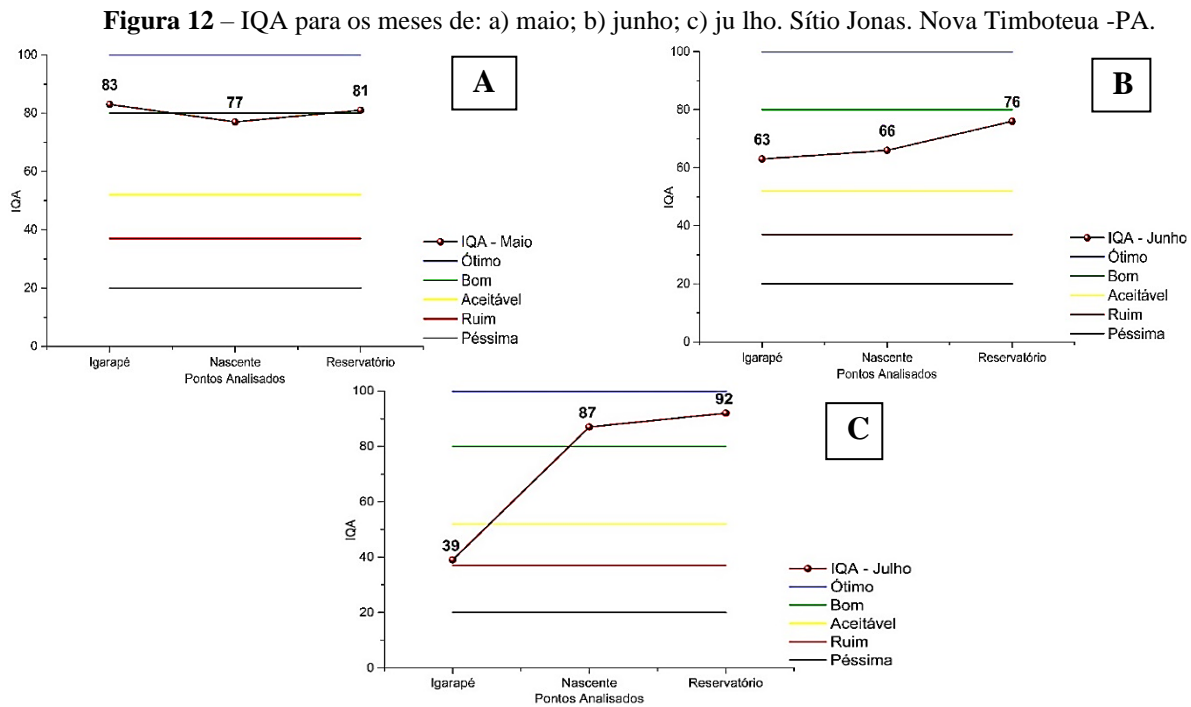 Figura 12 – IQA para os meses de: a) maio; b) junho; c) ju lho. Sítio Jonas. Nova Timboteua -PA.
A
100
80
60
40
20
0
IQA
83
77
81
Igarapé
Nascente
Reservatório
Pontos Analisados
IQA - Maio
Ótimo
Bom
Aceitável
Ruim
Péssima
B
100
80
60
40
20
0
IQA
63
66
76
Igarapé
Nascente
Reservatório
Pontos Analisados
IQA - Junho
Ótimo
Bom
Aceitável
Ruim
Péssima
C
100
80
60
40
20
0
IQA
39
87
92
Igarapé
Nascente
Reservatório
Pontos Analisados
IQA - Julho
Ótimo
Bom
Aceitável
Ruim
Péssima